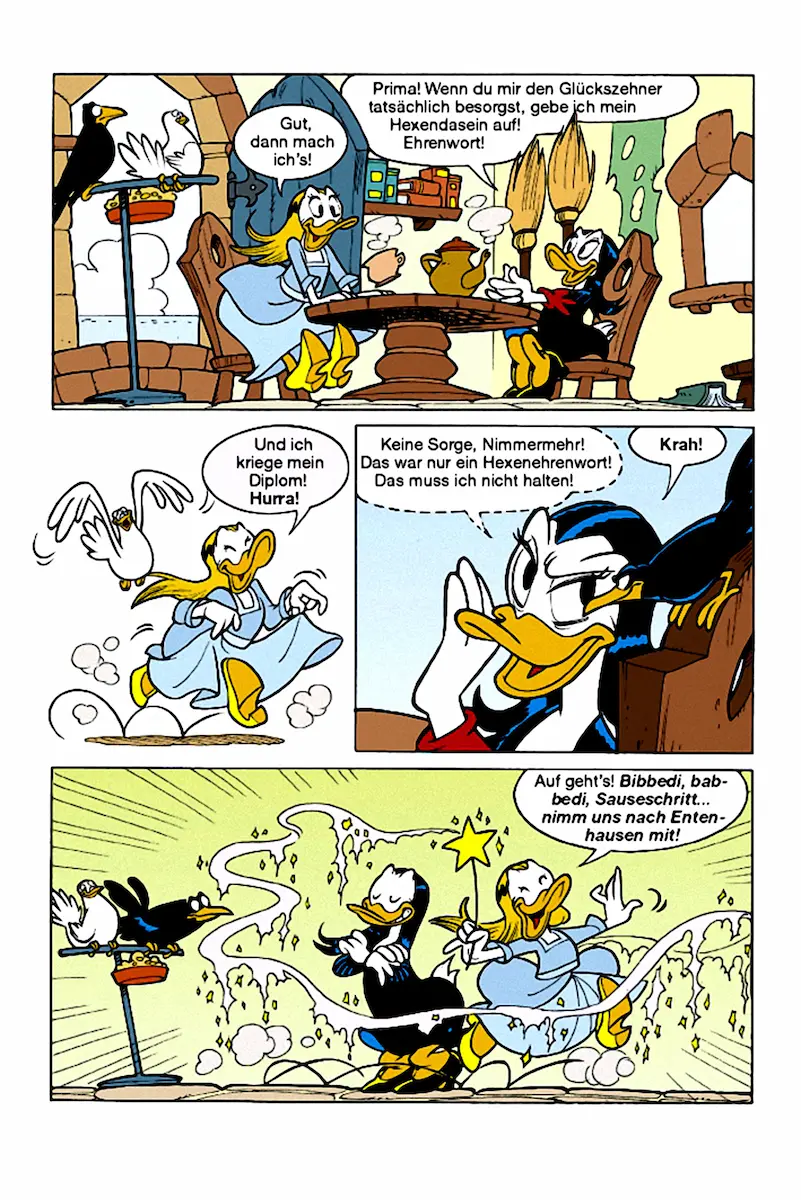 Gut,
dann mach
ich's!
Prima! Wenn du mir den Glückszehner
tatsächlich besorgst, gebe ich mein
Hexendasein auf!
Ehrenwort!
Und ich
kriege mein
Diplom!
Hurra!
Keine Sorge, Nimmermehr!
Das war nur ein Hexenehrenwort!
Das muss ich nicht halten!
Krah!
Auf geht's! Bibbedi, bab-
bedi, Sauseschritt...
nimm uns nach Enten-
hausen mit!